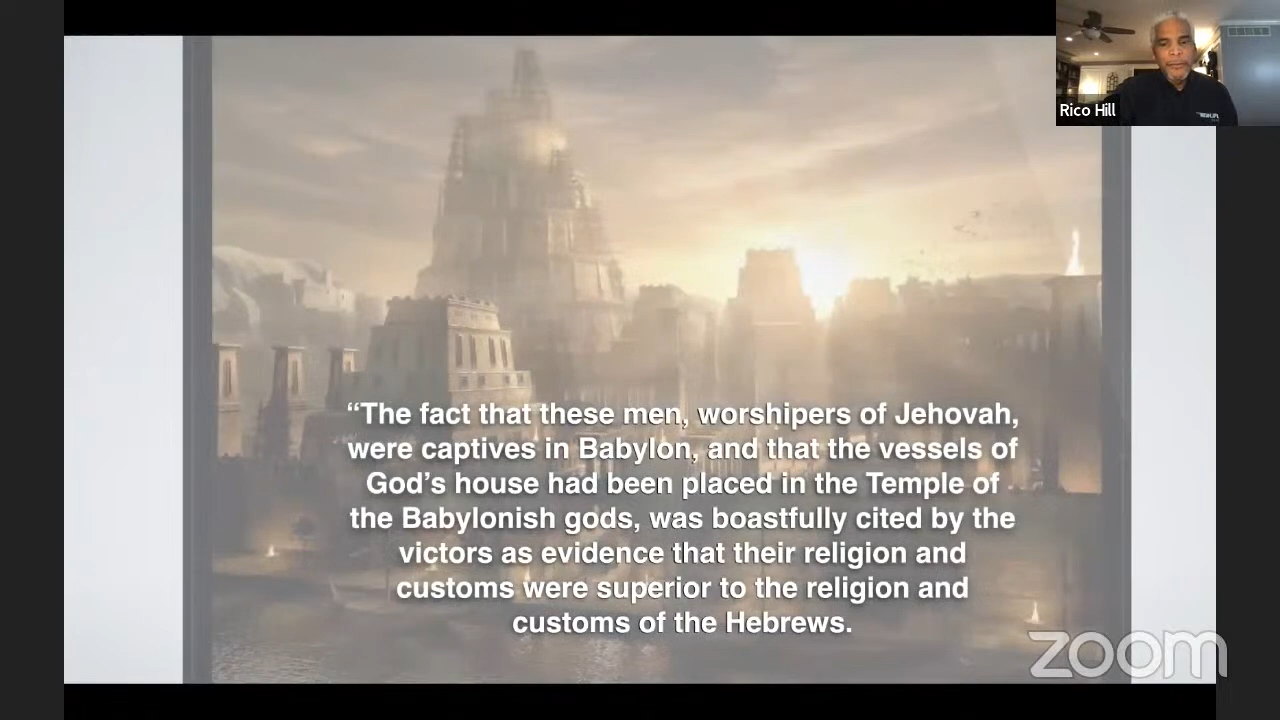 Rico Hill
“The fact that these men, worshipers of Jehovah,
were captives in Babylon, and that the vessels of
God’s house had been placed in the Temple of
the Babylonish gods, was boastfully cited by the
victors as evidence that their religion and
customs were superior to the religion and
customs of the Hebrews.
zoom